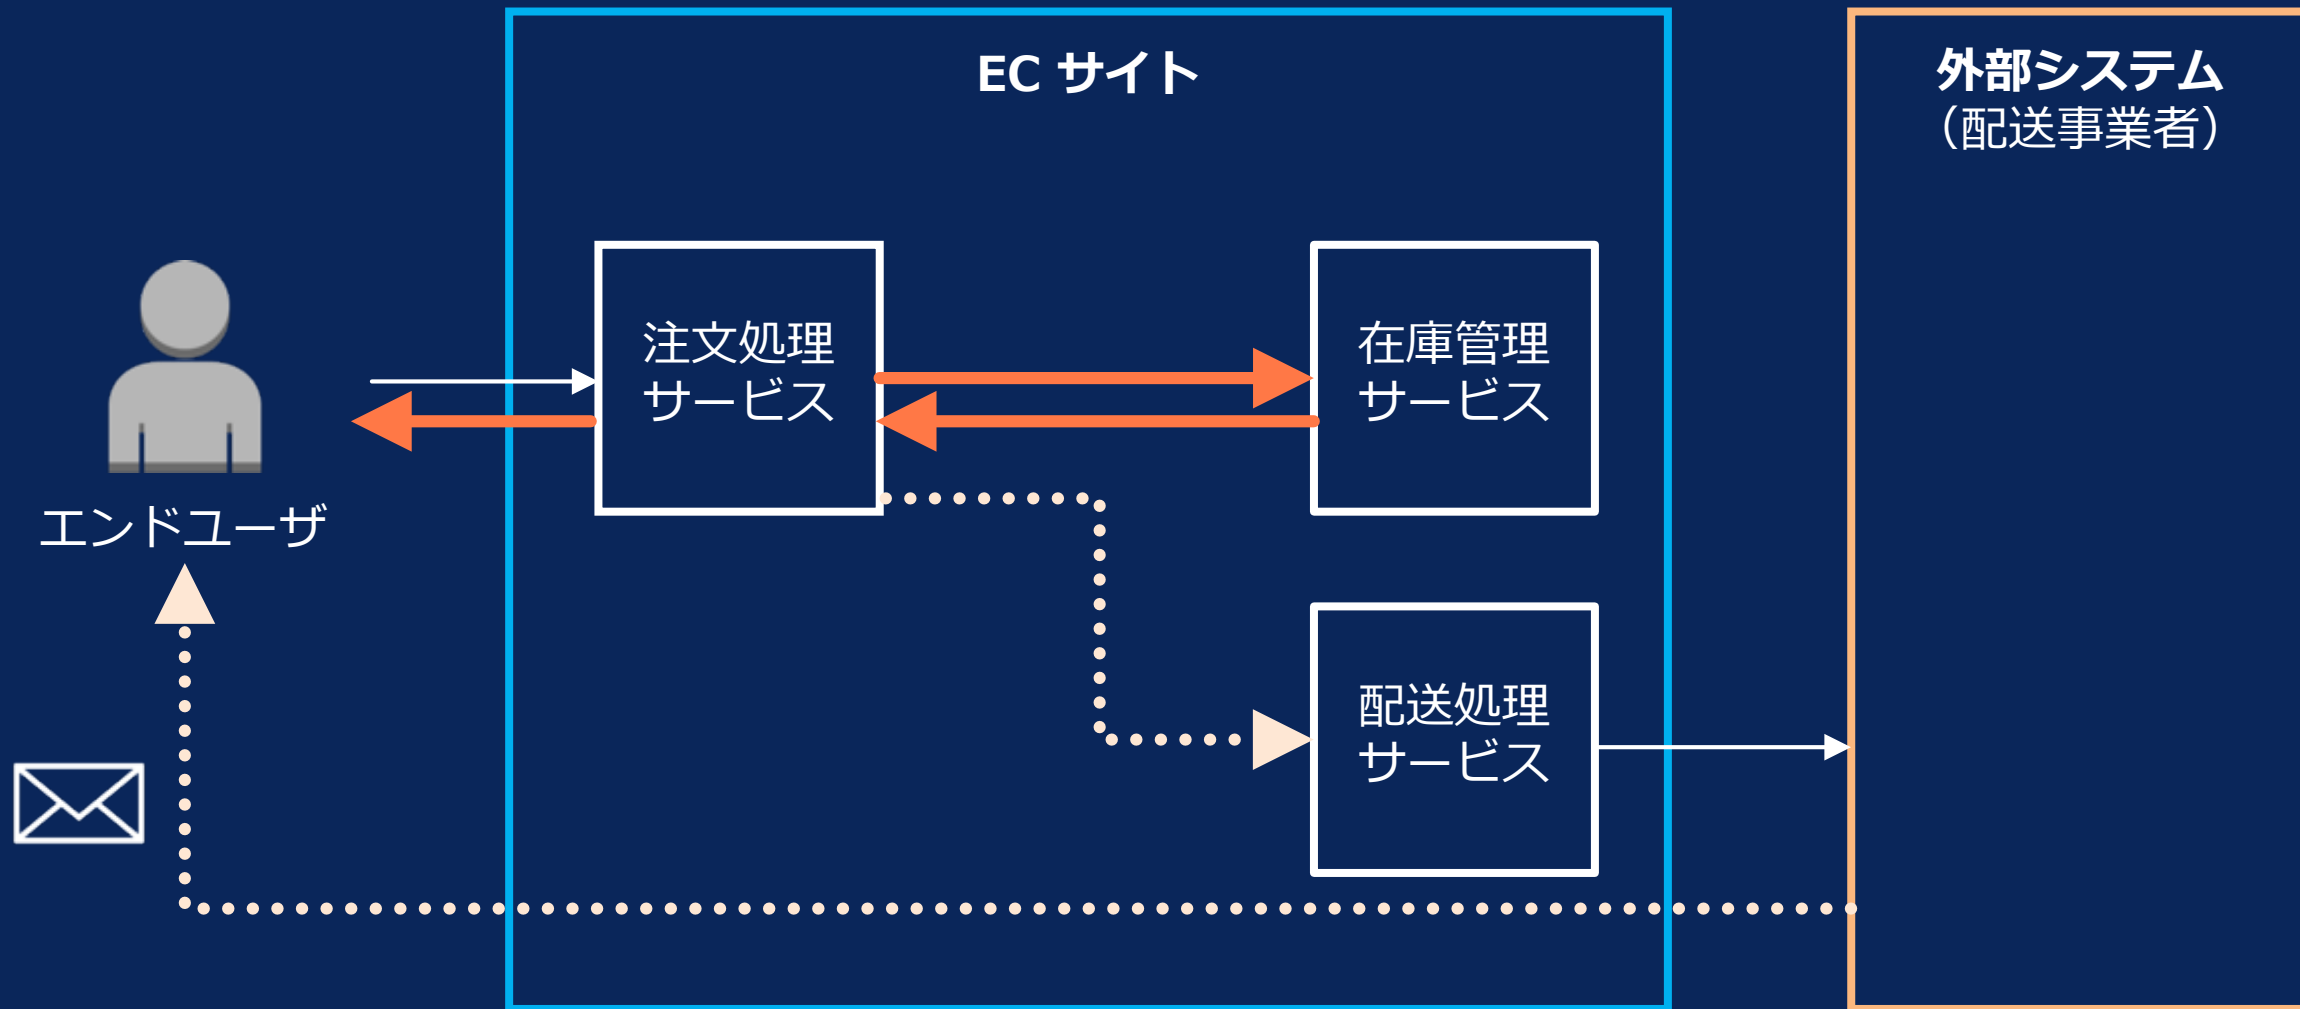 EC サイト
外部システム
（配送事業者）
注文処理
サービス
在庫管理
サービス
エンドユーザ
配送処理
サービス